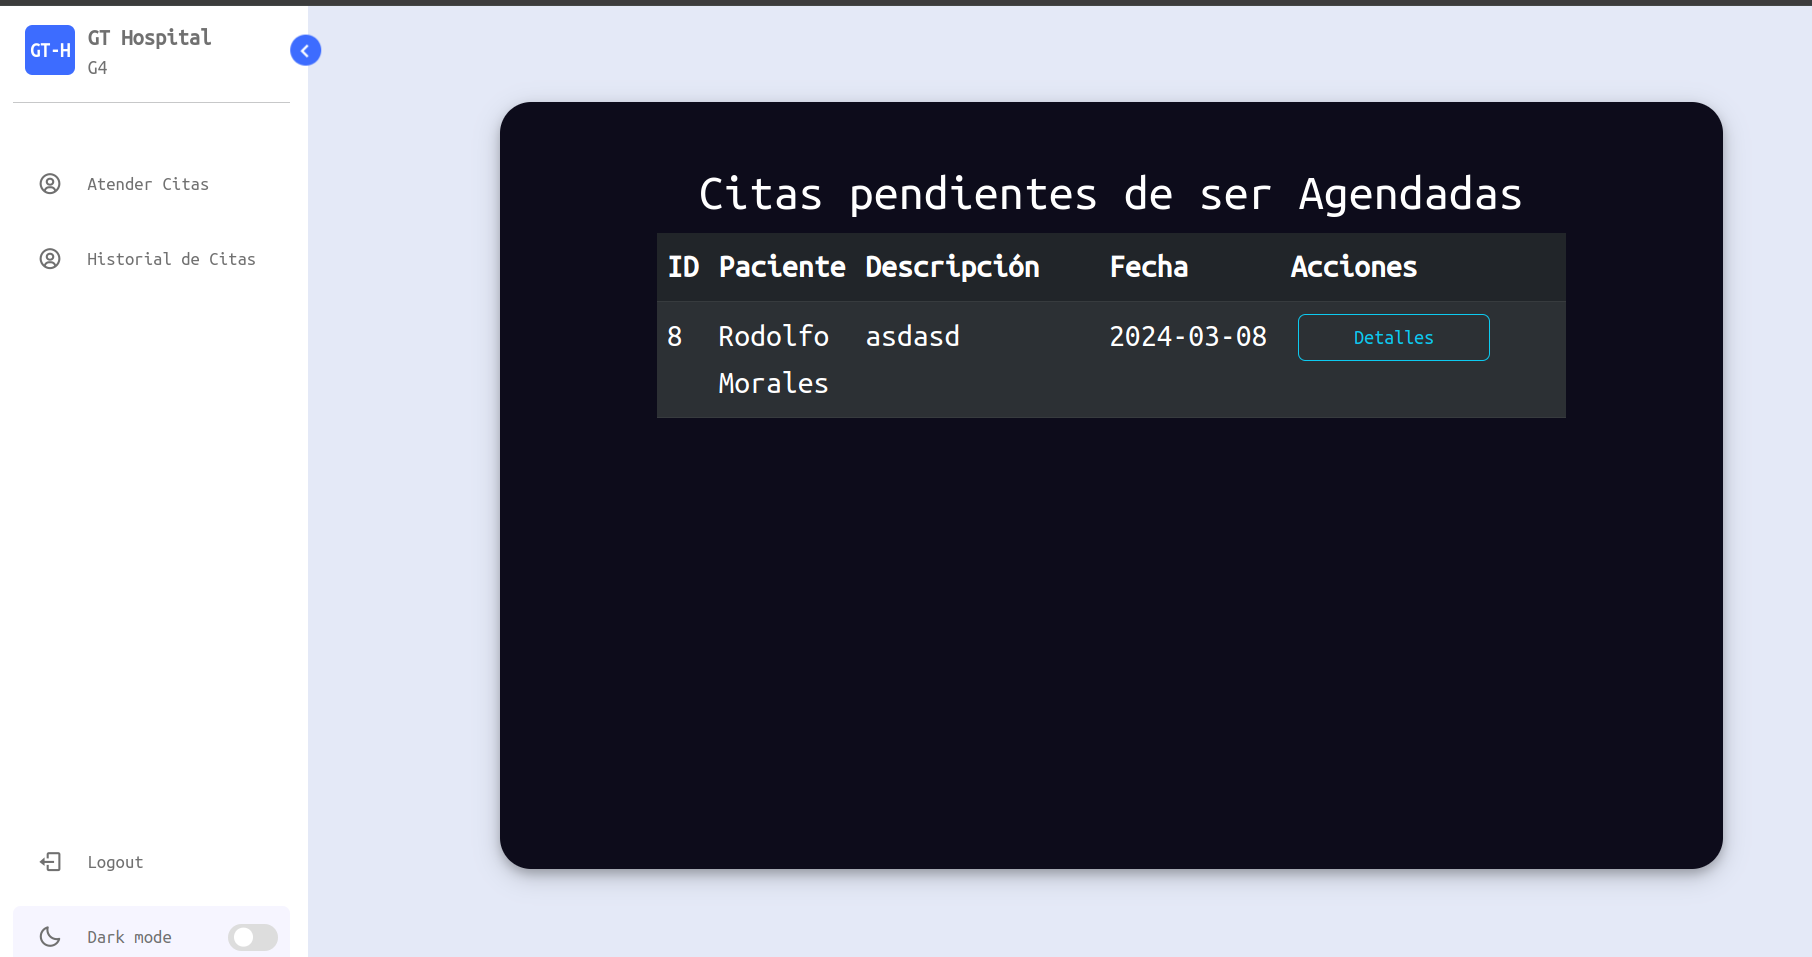 GT-H
GT Hospital
G4
Atender Citas
Historial de Citas
Logout
Dark mode
Citas pendientes de ser Agendadas
ID Paciente Descripción Fecha Acciones
8 Rodolfo asdasd 2024-03-08 Detalles
Morales